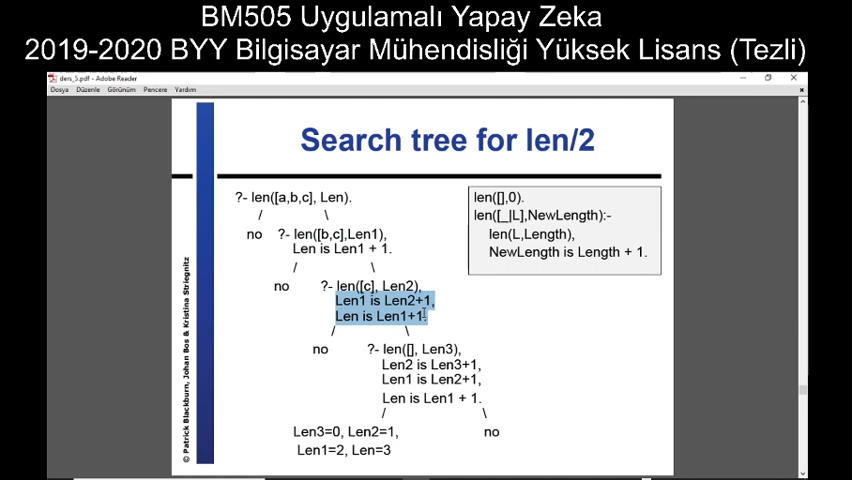 BM505 Uygulamalı Yapay Zeka
2019-2020 BYY Bilgisayar Mühendisliği Yüksek Lisans (Tezli)
ders_5.pdf - Adobe Reader
Dosya Düzenle Görünüm Pencere Yardım
Search tree for len/2
?- len([a,b,c], Len).
/ \
no ?- len([b,c],Len1),
Len is Len1 + 1.
/ \
no ?- len([c], Len2),
Len1 is Len2+1,
Len is Len1+1.
/ \
no ?- len([], Len3),
Len2 is Len3+1,
Len1 is Len2+1,
Len is Len1 + 1.
/ \
Len3=0, Len2=1, no
Len1=2, Len=3
len([],0).
len([_|L],NewLength):-
len(L,Length),
NewLength is Length + 1.
© Patrick Blackburn, Johan Bos & Kristina Striegnitz